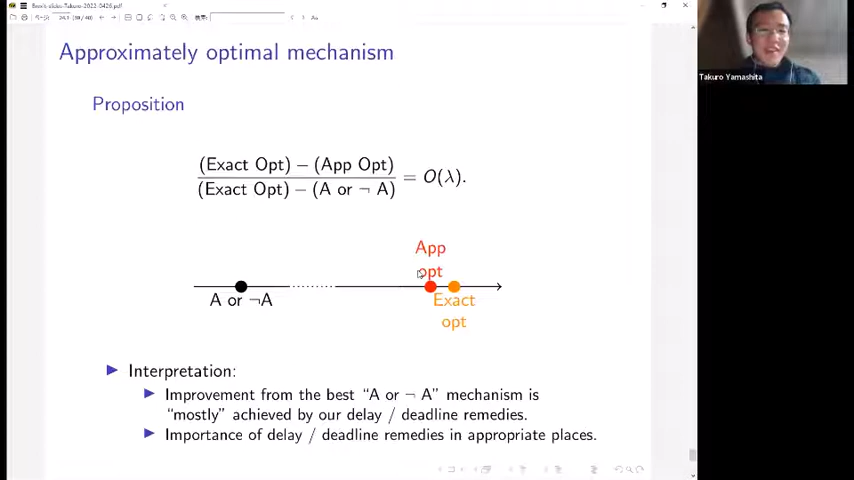 Approximately optimal mechanism
Proposition
(Exact Opt) − (App Opt)
(Exact Opt) − (A or ¬ A)
= O(λ).
App
opt
A or ¬A
Exact
opt
Interpretation:
Improvement from the best “A or ¬ A” mechanism is
“mostly” achieved by our delay / deadline remedies.
Importance of delay / deadline remedies in appropriate places.
Takuro Yamashita